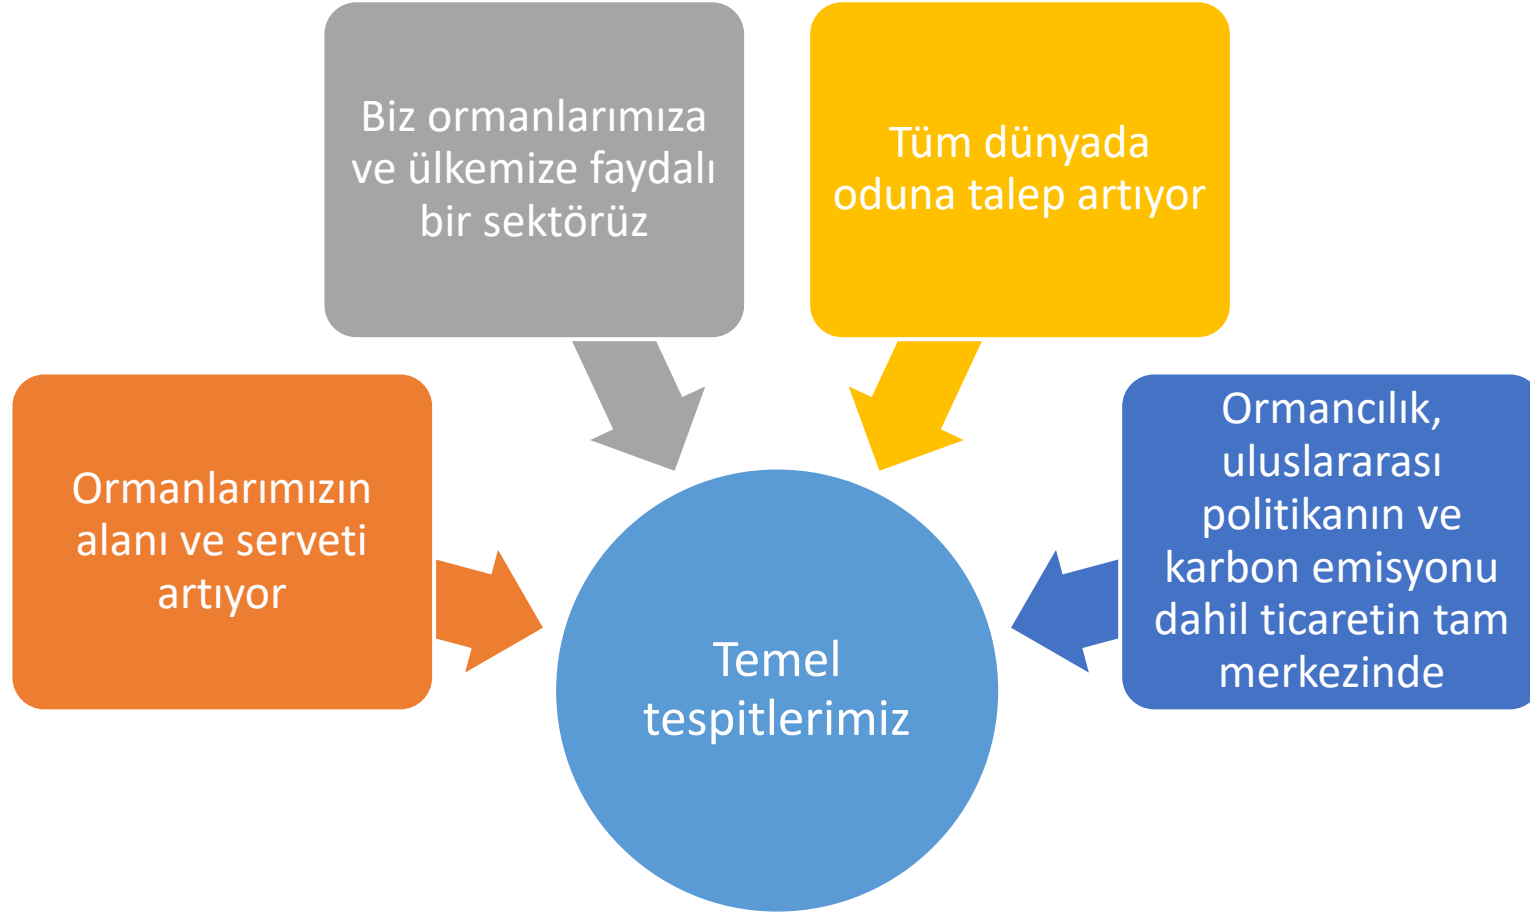 Biz ormanlarımıza
ve ülkemize faydalı
bir sektörüz
Tüm dünyada
oduna talep artıyor
Ormanlarımızın
alanı ve serveti
artıyor
Ormancılık,
uluslararası
politikanın ve
karbon emisyonu
dahil ticaretin tam
merkezinde
Temel
tespitlerimiz